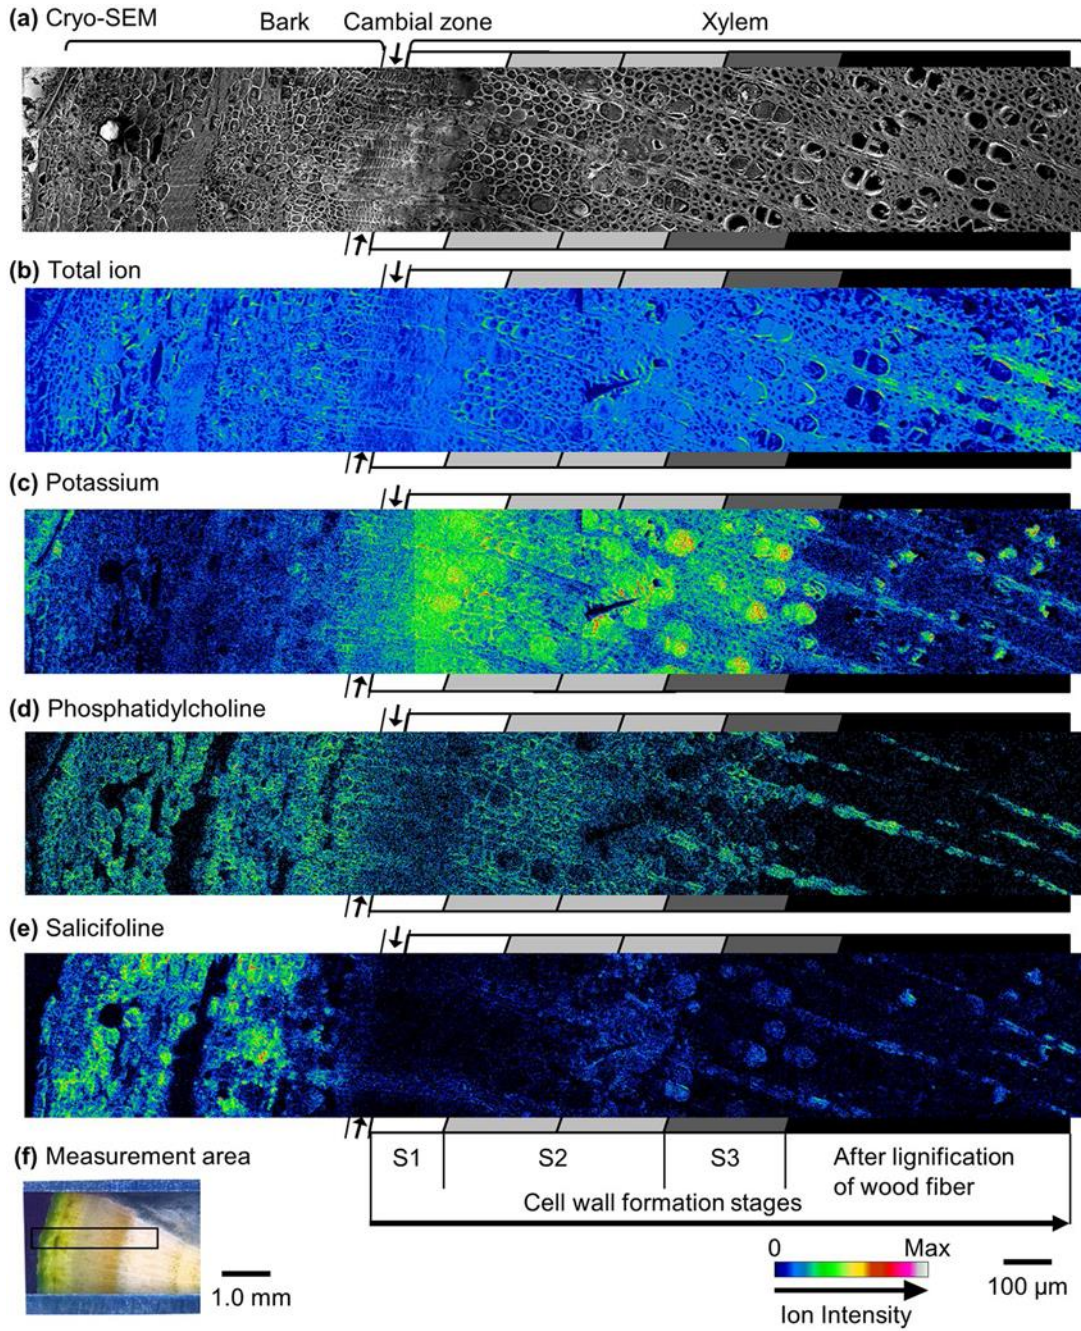 (a) Cryo-SEM Bark Cambial zone Xylem
(b) Total ion
(c) Potassium
(d) Phosphatidylcholine
(e) Salicifoline
(f) Measurement area
S1 S2 S3 After lignification
of wood fiber
Cell wall formation stages
0 Max
1.0 mm
100 µm
Ion Intensity